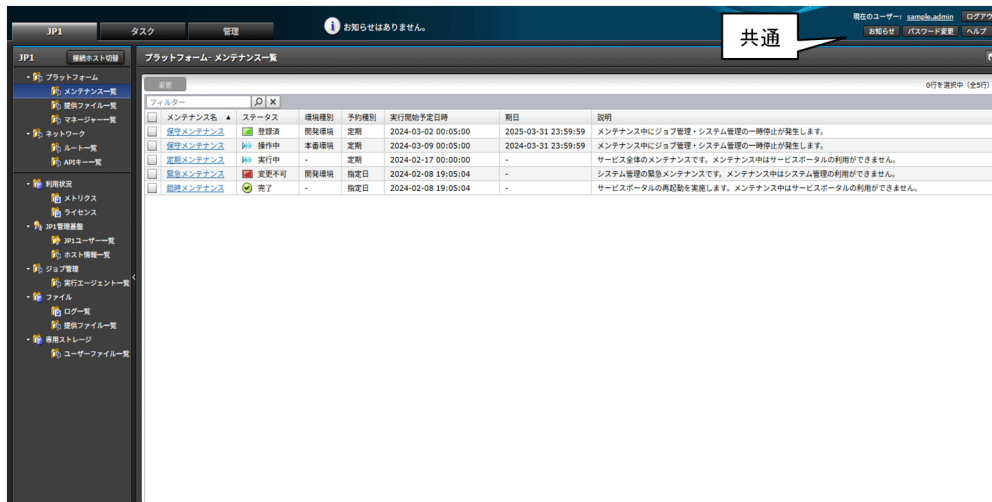 JP1 タスク 管理
お知らせはありません。
共通
現在のユーザー: sample.admin ログアウ
お知らせ パスワード変更 ヘルプ
JP1 接続ホスト切替
プラットフォーム
メンテナンス一覧
提供ファイル一覧
マネージャー一覧
ネットワーク
ルート一覧
APIキー一覧
利用状況
メトリクス
ライセンス
JP1管理基盤
JP1ユーザー一覧
ホスト情報一覧
ジョブ管理
実行エージェント一覧
ファイル
ログ一覧
提供ファイル一覧
専用ストレージ
ユーザーファイル一覧
プラットフォーム- メンテナンス一覧
変更 0行を選択中 (全5行)
フィルター
メンテナンス名 ▲ ステータス 環境種別 予約種別 実行開始予定日時 期日 説明
保守メンテナンス 登録済 開発環境 定期 2024-03-02 00:05:00 2025-03-31 23:59:59 メンテナンス中にジョブ管理・システム管理の一時停止が発生します。
保守メンテナンス 操作中 本番環境 定期 2024-03-09 00:05:00 2024-03-31 23:59:59 メンテナンス中にジョブ管理・システム管理の一時停止が発生します。
定期メンテナンス 実行中 - 定期 2024-02-17 00:00:00 - サービス全体のメンテナンスです。メンテナンス中はサービスポータルの利用ができません。
緊急メンテナンス 変更不可 開発環境 指定日 2024-02-08 19:05:04 - システム管理の緊急メンテナンスです。メンテナンス中はシステム管理の利用ができません。
臨時メンテナンス 完了 - 指定日 2024-02-08 19:05:04 - サービスポータルの再起動を実施します。メンテナンス中はサービスポータルの利用ができません。